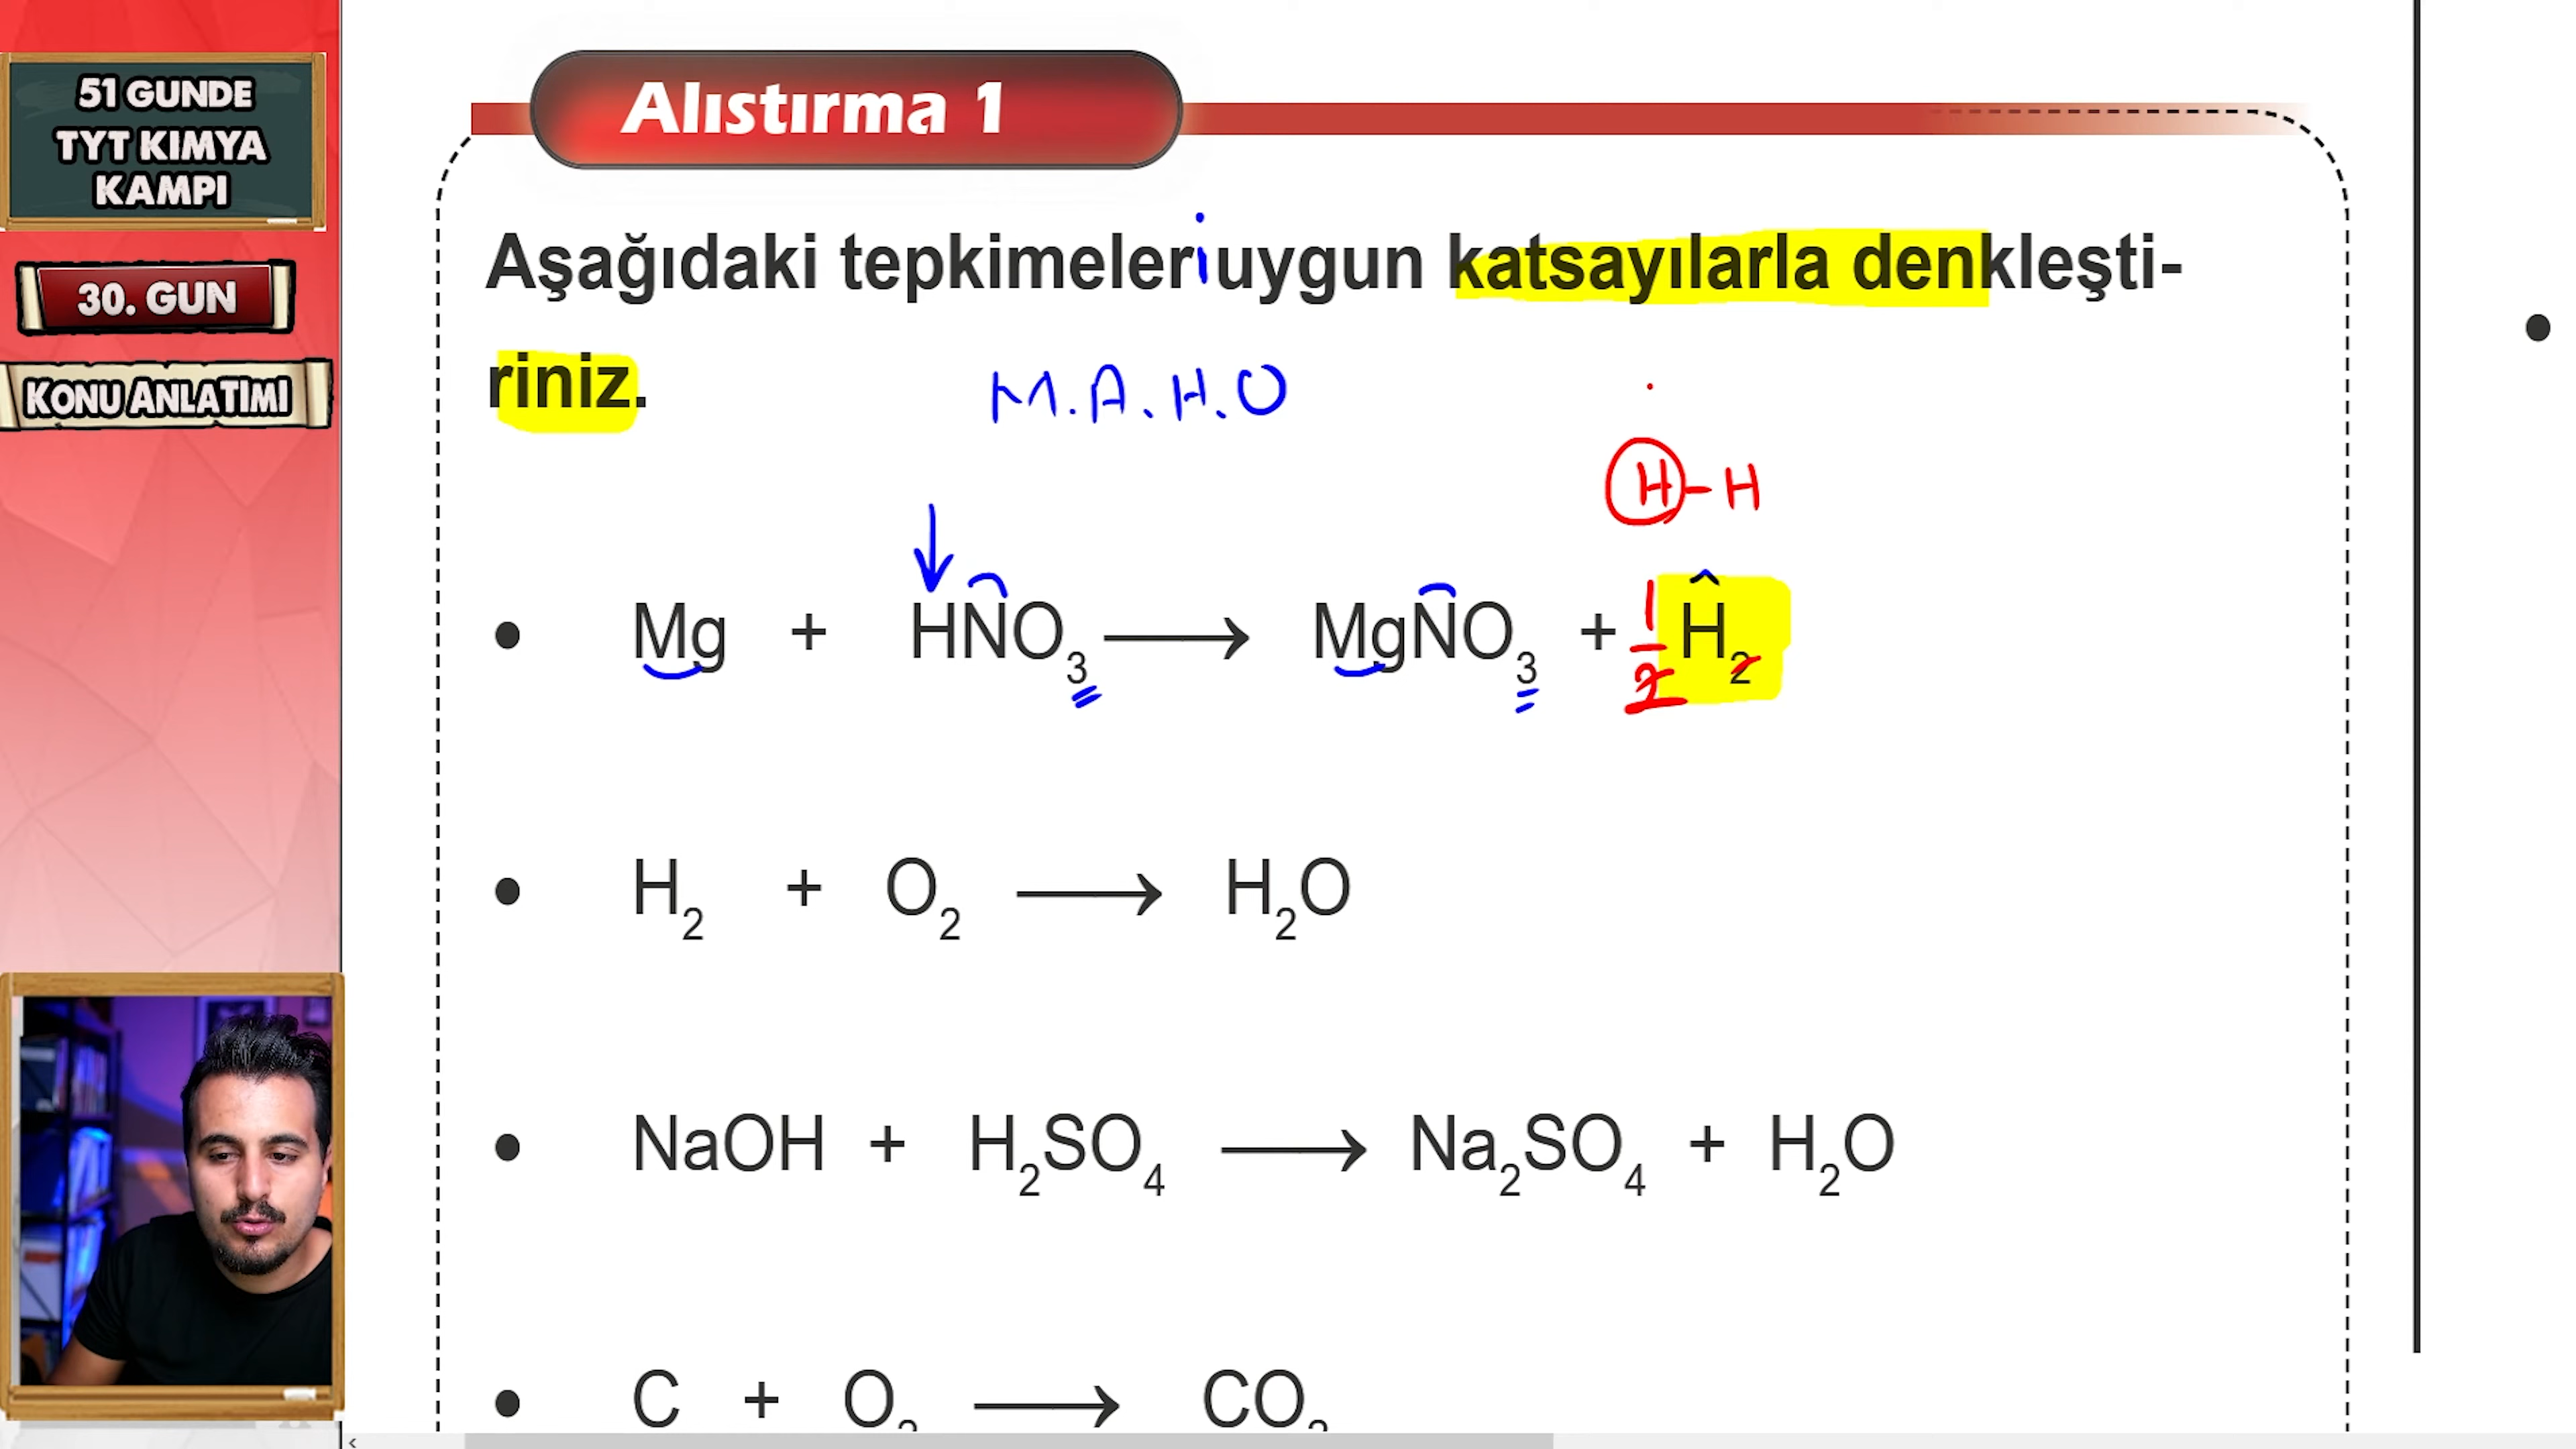 51 GUNDE
TYT KIMYA
KAMPI
30. GUN
KONU ANLATIMI
Alıstırma 1
Aşağıdaki tepkimeleri uygun katsayılarla denkleşti-
riniz.
M.A.H.O
H-H
• Mg + HNO₃ ⟶ MgNO₃ + 1/2 H₂
• H₂ + O₂ ⟶ H₂O
• NaOH + H₂SO₄ ⟶ Na₂SO₄ + H₂O
• C + O₂ ⟶ CO₂